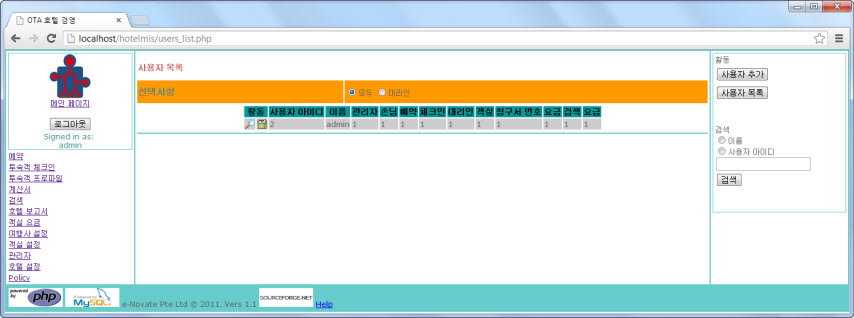 OTA 호텔 경영
localhost/hotelmis/users_list.php
메인 페이지
로그아웃
Signed in as:
admin
예약
투숙객 체크인
투숙객 프로파일
계산서
검색
호텔 보고서
객실 요금
여행사 설정
객실 설정
관리자
호텔 설정
Policy
사용자 목록
선택사항
모두 대리인
활동 사용자 아이디 이름 관리자 손님 예약 체크인 대리인 객실 청구서 번호 요금 검색 요금
2 admin 1 1 1 1 1 1 1 1 1 1
활동
사용자 추가
사용자 목록
검색
이름
사용자 아이디
검색
powered by php Powered by MySQL e-Novate Pte Ltd © 2011. Vers 1.1 SOURCEFORGE.NET Help